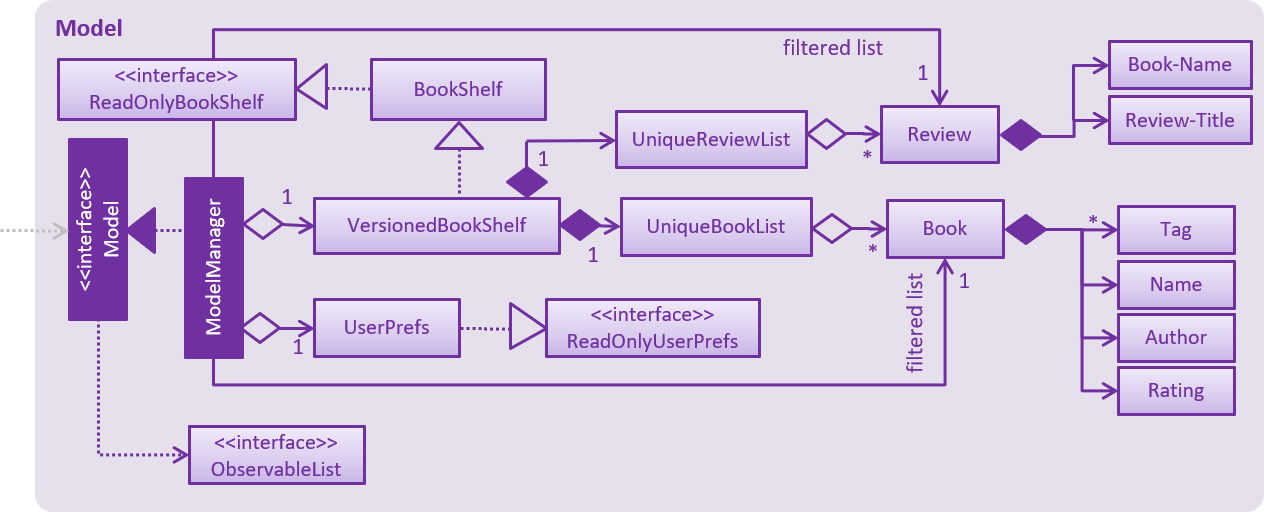 Model
filtered list
1
<<interface>>
ReadOnlyBookShelf
BookShelf
Book-Name
Review-Title
UniqueReviewList
1
Review
*
<<interface>>
Model
ModelManager
1
VersionedBookShelf
1
UniqueBookList
*
Book
*
Tag
Name
Author
Rating
filtered list
1
UserPrefs
1
<<interface>>
ReadOnlyUserPrefs
<<interface>>
ObservableList